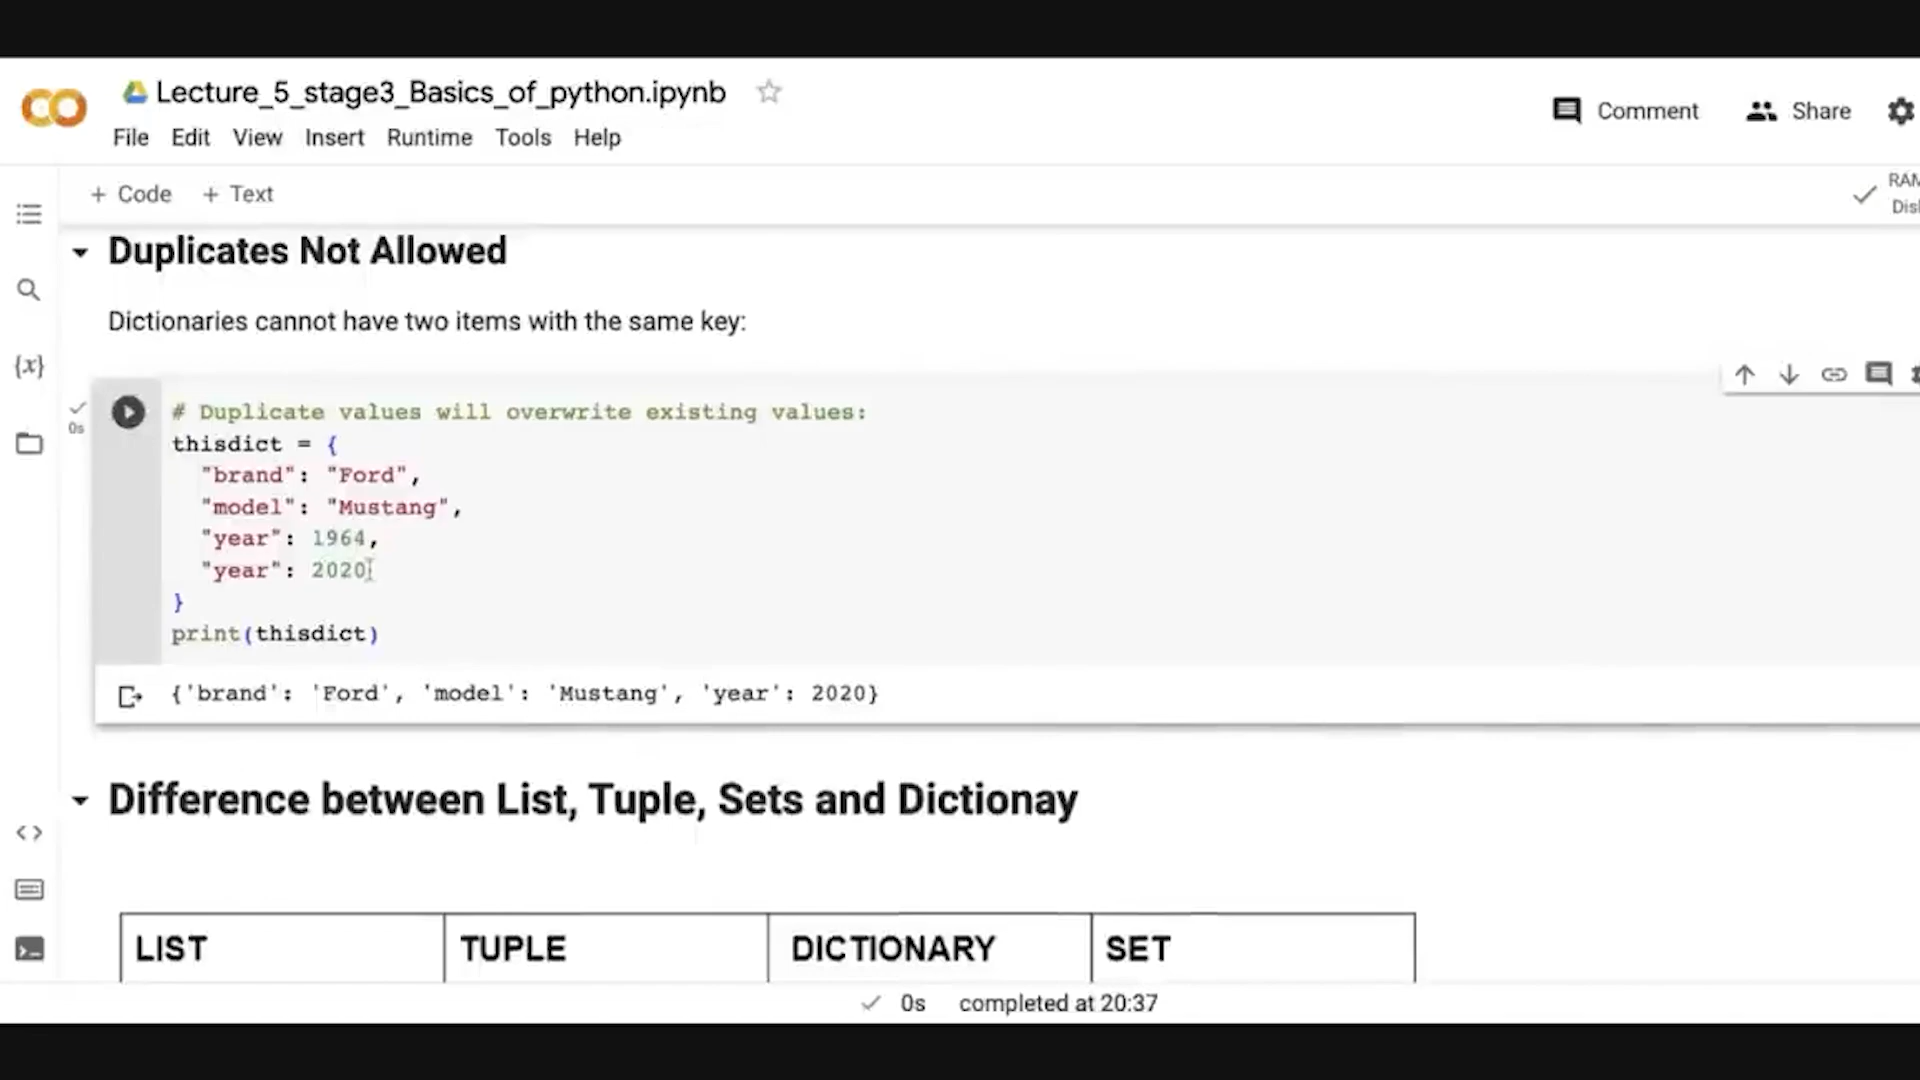 Lecture_5_stage3_Basics_of_python.ipynb
File Edit View Insert Runtime Tools Help
Comment Share
+ Code + Text
RAM
Disk
Duplicates Not Allowed
Dictionaries cannot have two items with the same key:
{x}
0s
# Duplicate values will overwrite existing values:
thisdict = {
"brand": "Ford",
"model": "Mustang",
"year": 1964,
"year": 2020
}
print(thisdict)
{'brand': 'Ford', 'model': 'Mustang', 'year': 2020}
Difference between List, Tuple, Sets and Dictionay
LIST TUPLE DICTIONARY SET
0s completed at 20:37